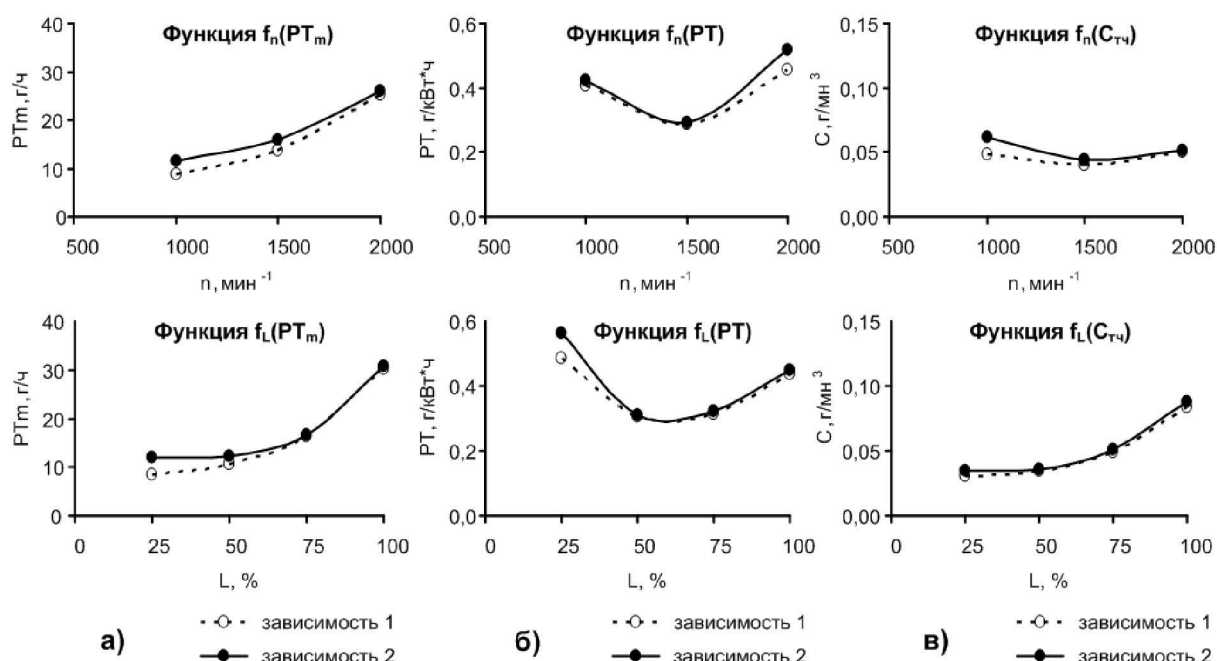 Функция fn(PTm)
PTm, г/ч
40
30
20
10
0
500 1000 1500 2000
n, мин -1
Функция fn(PT)
PT, г/кВт*ч
0,6
0,4
0,2
0,0
500 1000 1500 2000
n, мин -1
Функция fn(Cтч)
C, г/мн 3
0,15
0,10
0,05
0,00
500 1000 1500 2000
n, мин -1
Функция fL(PTm)
PTm, г/ч
40
30
20
10
0
0 25 50 75 100
L, %
Функция fL(PT)
PT, г/кВт*ч
0,6
0,4
0,2
0,0
0 25 50 75 100
L, %
Функция fL(Cтч)
C, г/мн 3
0,15
0,10
0,05
0,00
0 25 50 75 100
L, %
а)
зависимость 1
зависимость 2
б)
зависимость 1
зависимость 2
в)
зависимость 1
зависимость 2